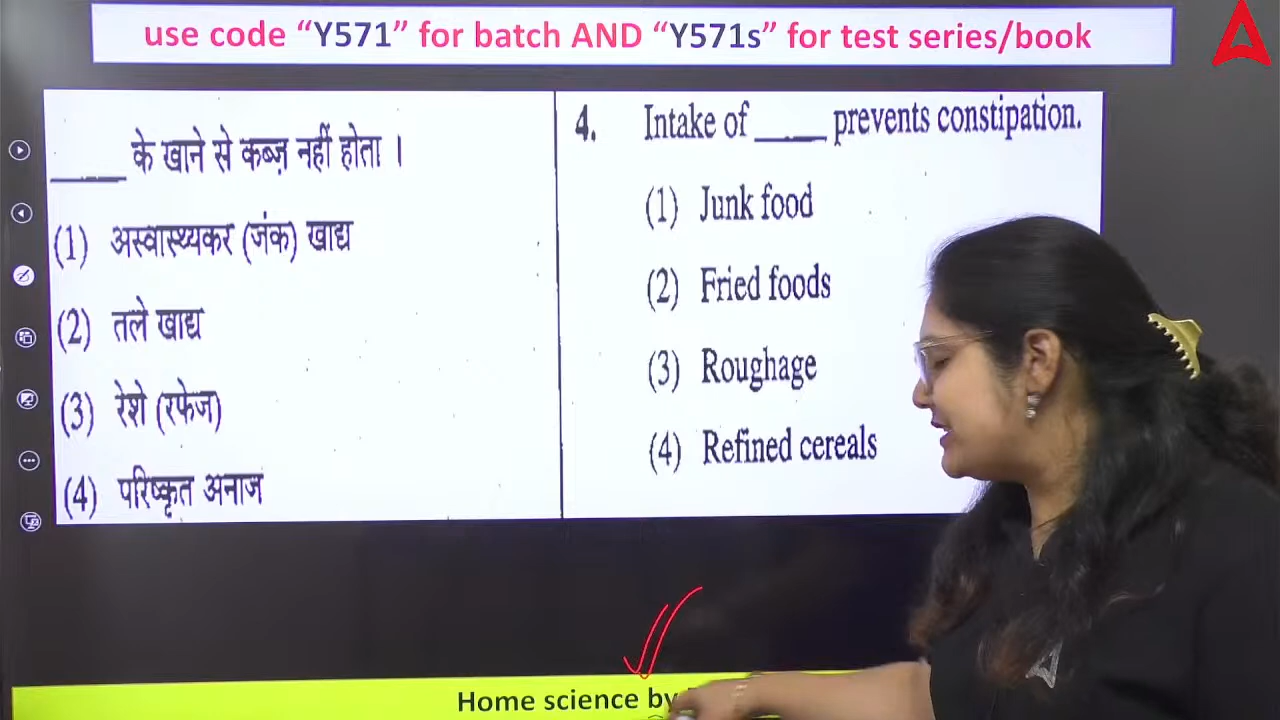 use code “Y571” for batch AND “Y571s” for test series/book
____ के खाने से कब्ज़ नहीं होता ।
(1) अस्वास्थ्यकर (जंक) खाद्य
(2) तले खाद्य
(3) रेशे (रफेज)
(4) परिष्कृत अनाज
4. Intake of ____ prevents constipation.
(1) Junk food
(2) Fried foods
(3) Roughage
(4) Refined cereals
Home science by